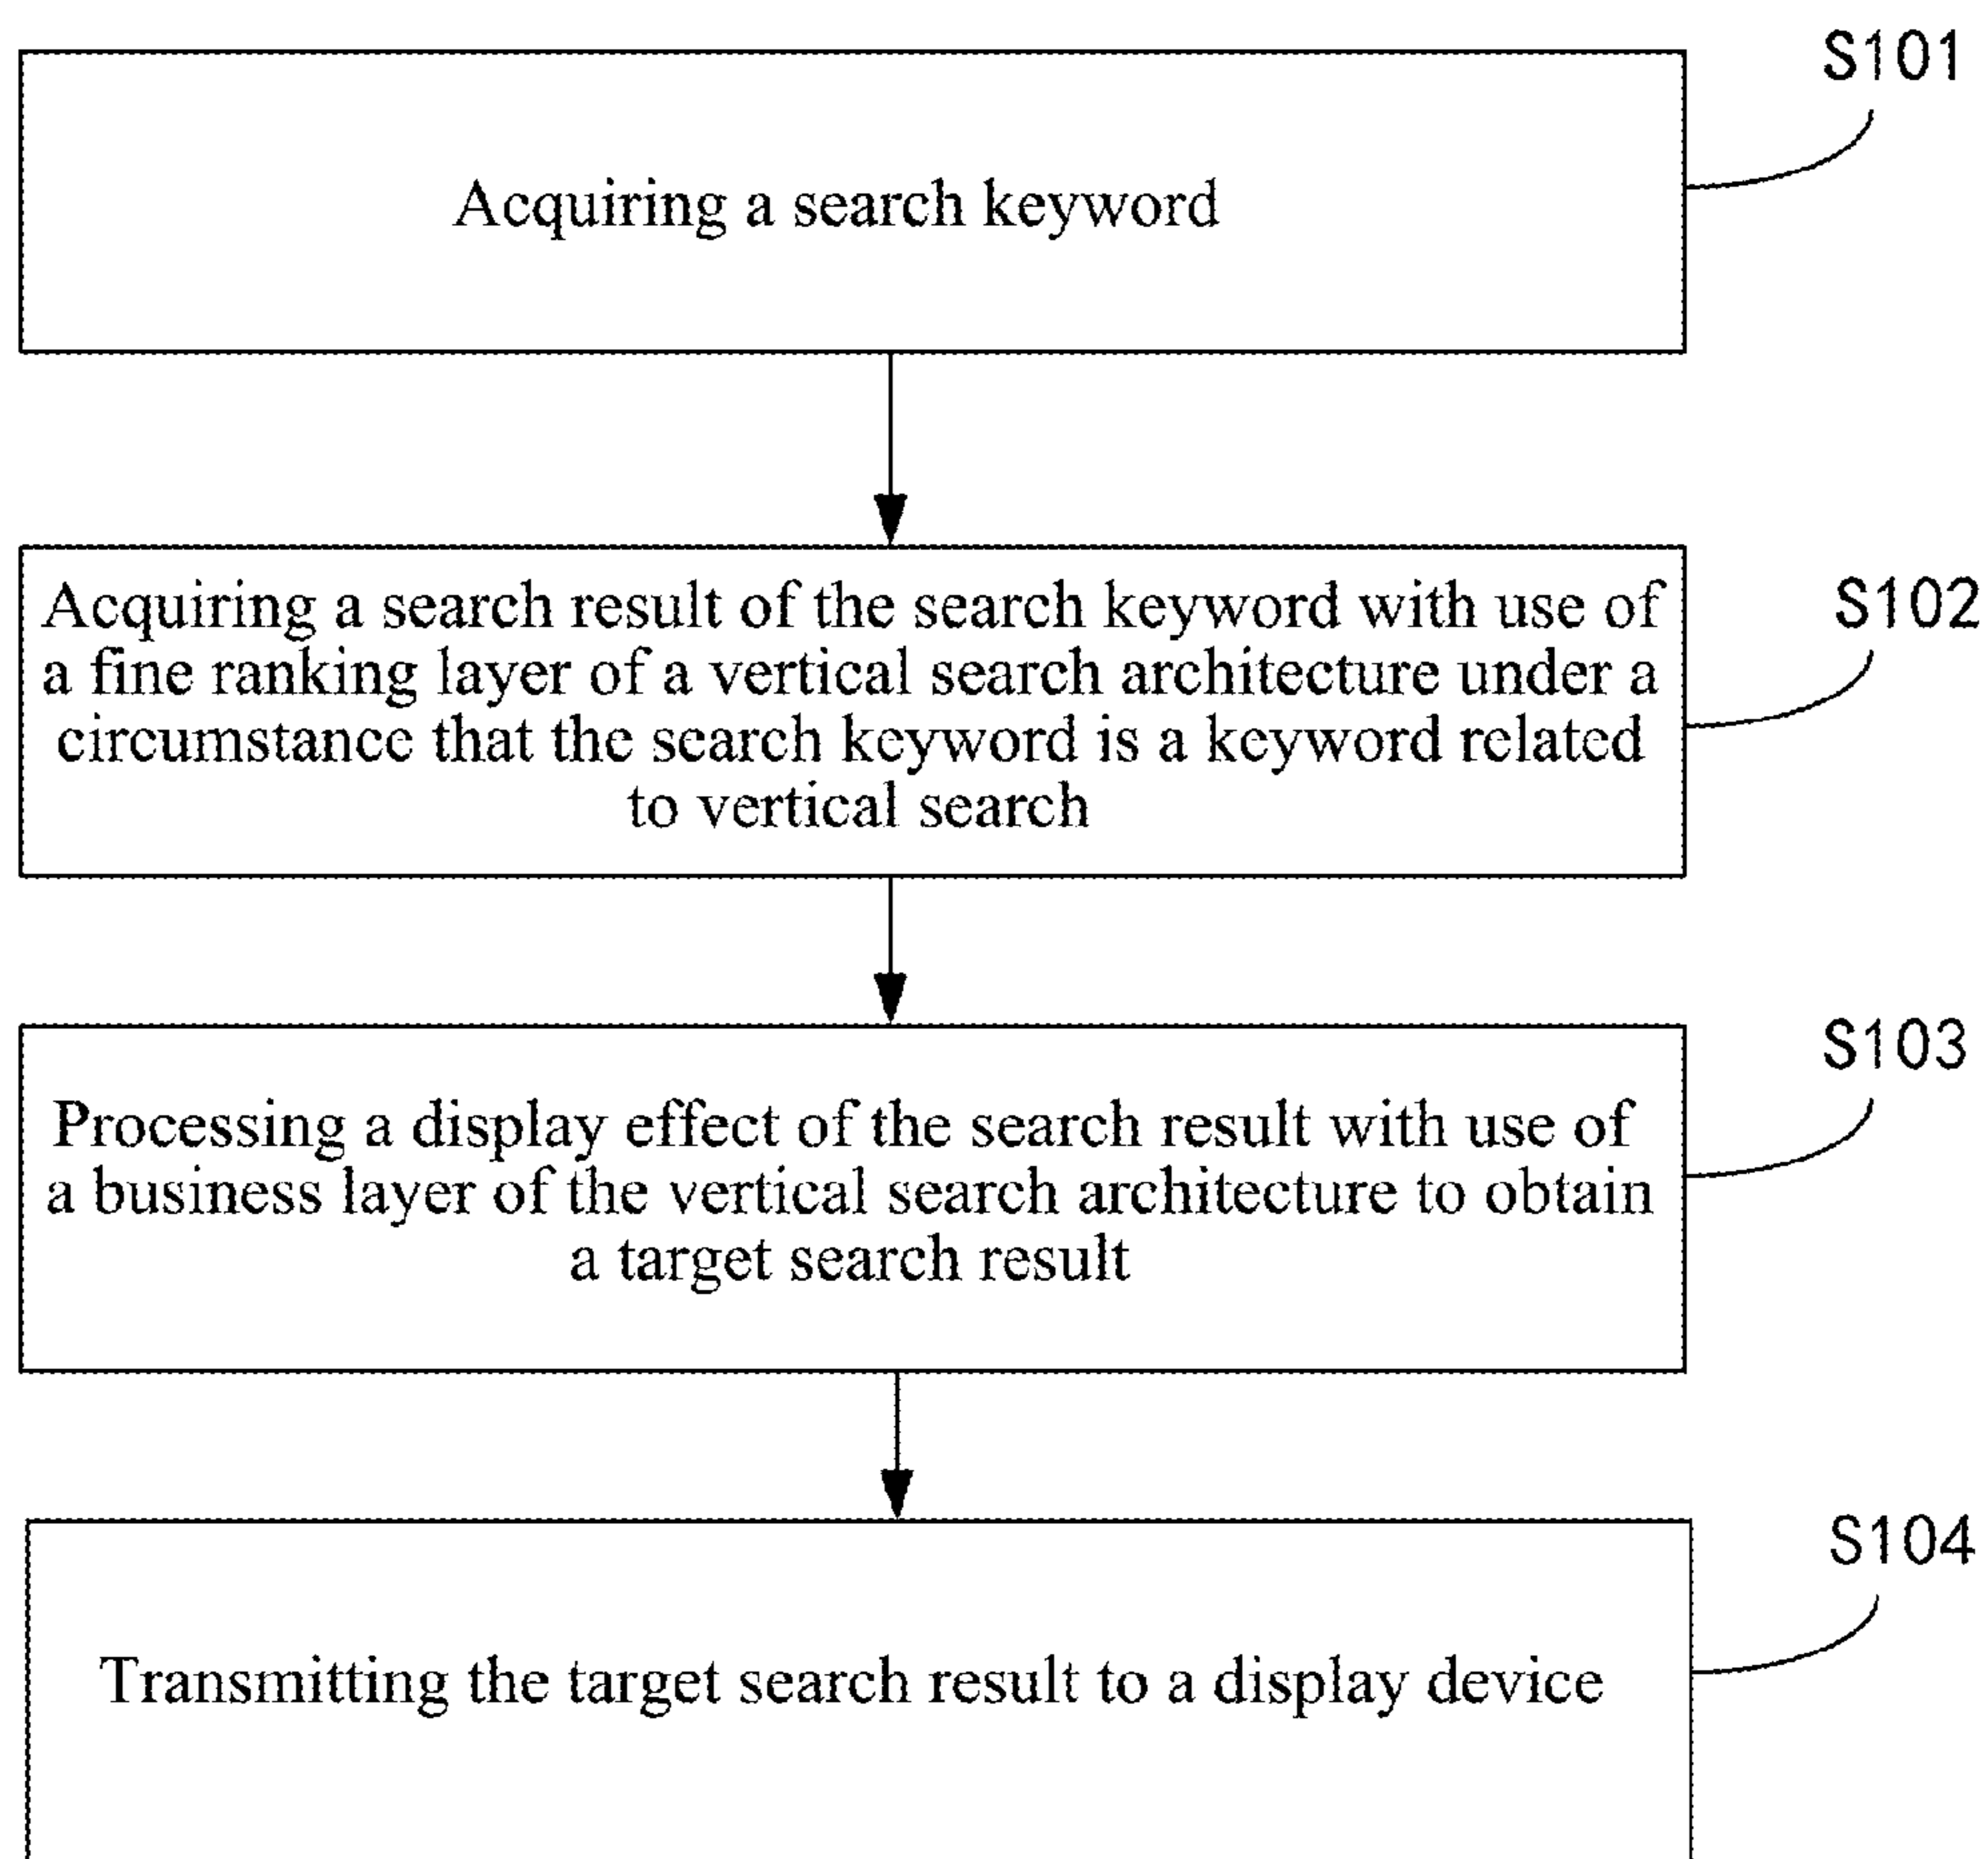 S101
Acquiring a search keyword
Acquiring a search result of the search keyword with use of
a fine ranking layer of a vertical search architecture under a
circumstance that the search keyword is a keyword related
to vertical search
S102
Processing a display effect of the search result with use of
a business layer of the vertical search architecture to obtain
a target search result
S103
Transmitting the target search result to a display device
S104